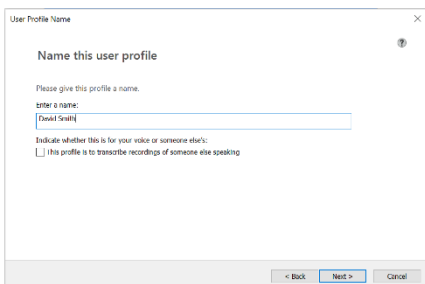 User Profile Name
Name this user profile
Please give this profile a name.
Enter a name:
David Smith
Indicate whether this is for your voice or someone else's:
This profile is to transcribe recordings of someone else speaking
< Back Next > Cancel